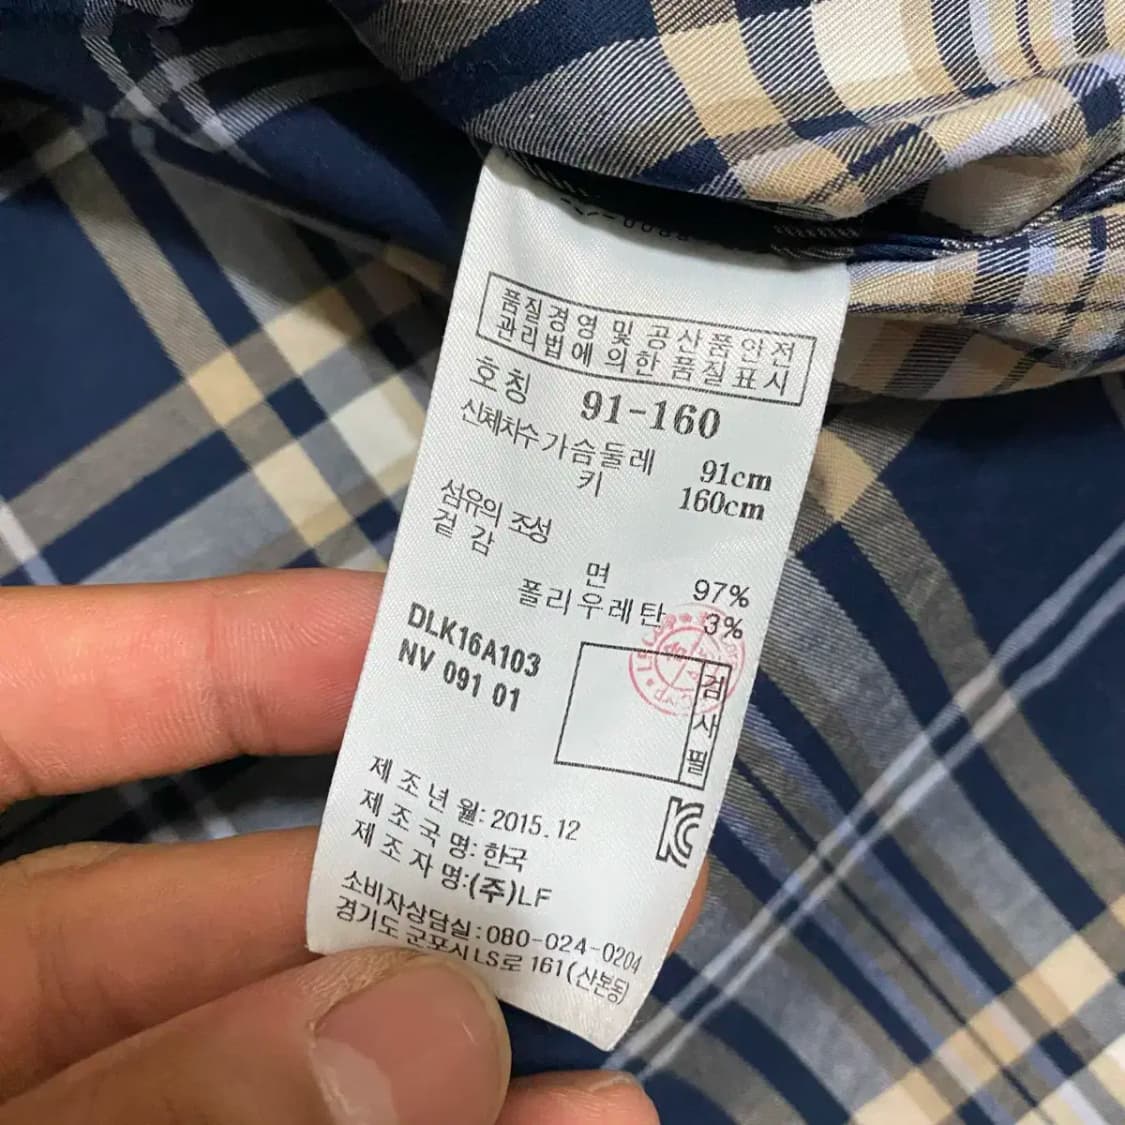 품질경영 및 공산품안전
관리법에 의한 품질표시
호칭 91-160
신체치수 가슴둘레 91cm
키 160cm
섬유의 조성
겉 감
면 97%
폴리우레탄 3%
DLK16A103
NV 091 01
검사필
제 조 년 월: 2015. 12
제 조 국 명: 한국
제 조 자 명:(주)LF
소비자상담실:080-024-0204
경기도 군포시 LS로 161 (산본동)